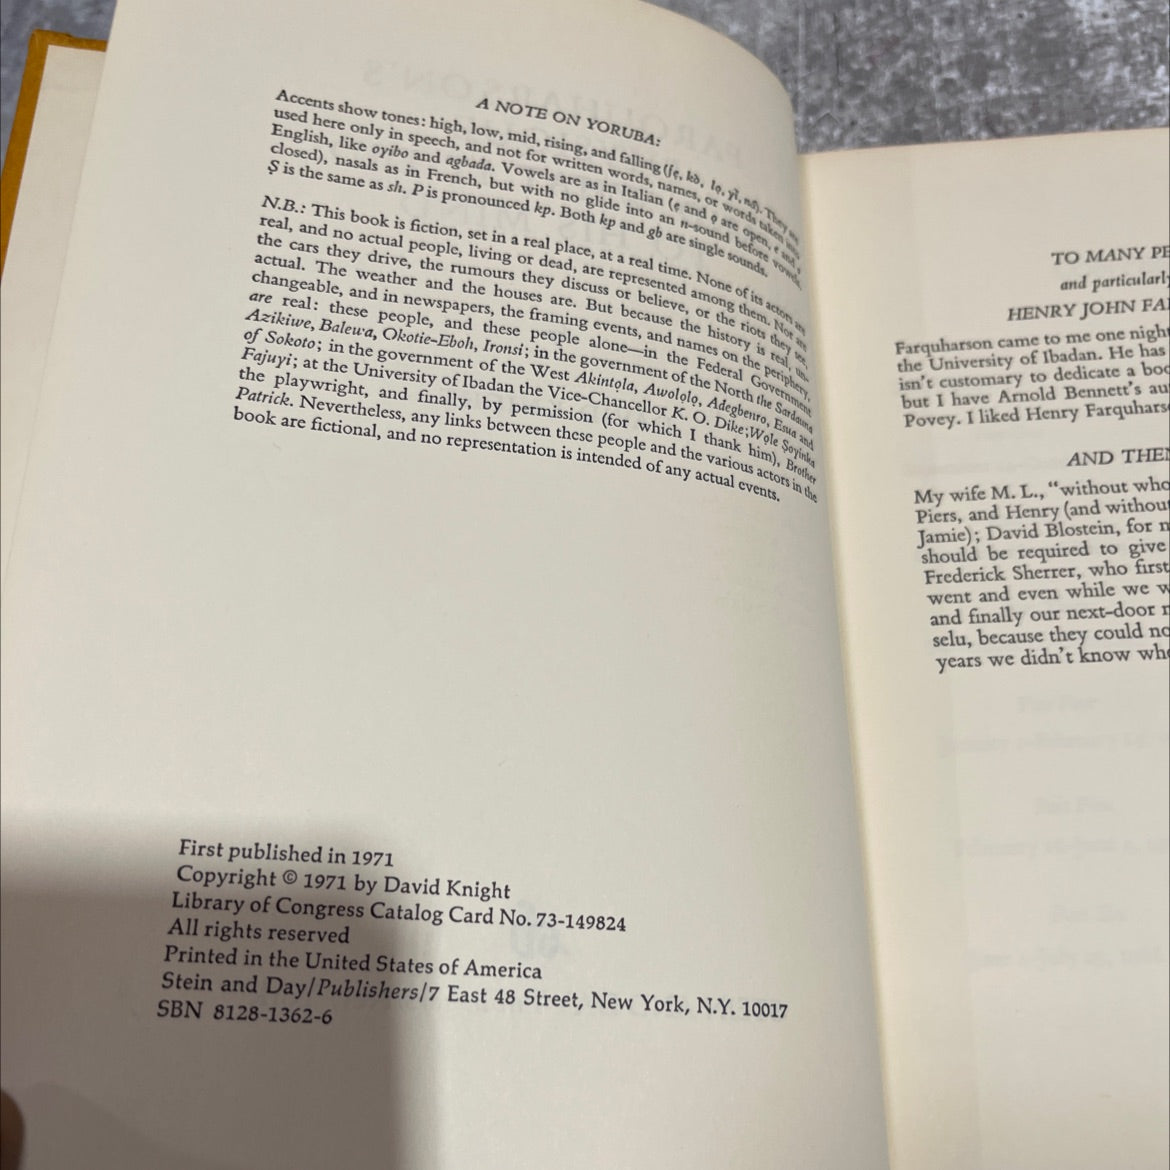 A NOTE ON YORUBA:
Accents show tones: high, low, mid, rising, and falling (fẹ, kò, lọ, yǐ, nâ). They are
used here only in speech, and not for written words, names, or words taken into
English, like oyibo and agbada. Vowels are as in Italian (ẹ and ọ are open, e and o
closed), nasals as in French, but with no glide into an n-sound before vowels.
Ṣ is the same as sh. P is pronounced kp. Both kp and gb are single sounds.
N.B.: This book is fiction, set in a real place, at a real time. None of its actors are
real, and no actual people, living or dead, are represented among them. Nor are
the cars they drive, the rumours they discuss or believe, or the riots they see,
actual. The weather and the houses are. But because the history is real, un-
changeable, and in newspapers, the framing events, and names on the periphery,
are real: these people, and these people alone—in the Federal Government
Azikiwe, Balewa, Okotie-Eboh, Ironsi; in the government of the North the Sardauna
of Sokoto; in the government of the West Akintọla, Awolọlọ, Adegbenro, Esua and
Fajuyi; at the University of Ibadan the Vice-Chancellor K. O. Dike; Wọle Ṣoyinka
the playwright, and finally, by permission (for which I thank him), Brother
Patrick. Nevertheless, any links between these people and the various actors in the
book are fictional, and no representation is intended of any actual events.
First published in 1971
Copyright © 1971 by David Knight
Library of Congress Catalog Card No. 73-149824
All rights reserved
Printed in the United States of America
Stein and Day/Publishers/7 East 48 Street, New York, N.Y. 10017
SBN 8128-1362-6
TO MANY PE
and particularly
HENRY JOHN FA
Farquharson came to me one night
the University of Ibadan. He has
isn't customary to dedicate a boo
but I have Arnold Bennett's au
Povey. I liked Henry Farquhars
AND THEN
My wife M. L., "without who
Piers, and Henry (and without
Jamie); David Blostein, for n
should be required to give
Frederick Sherrer, who first
went and even while we w
and finally our next-door n
selu, because they could no
years we didn't know who